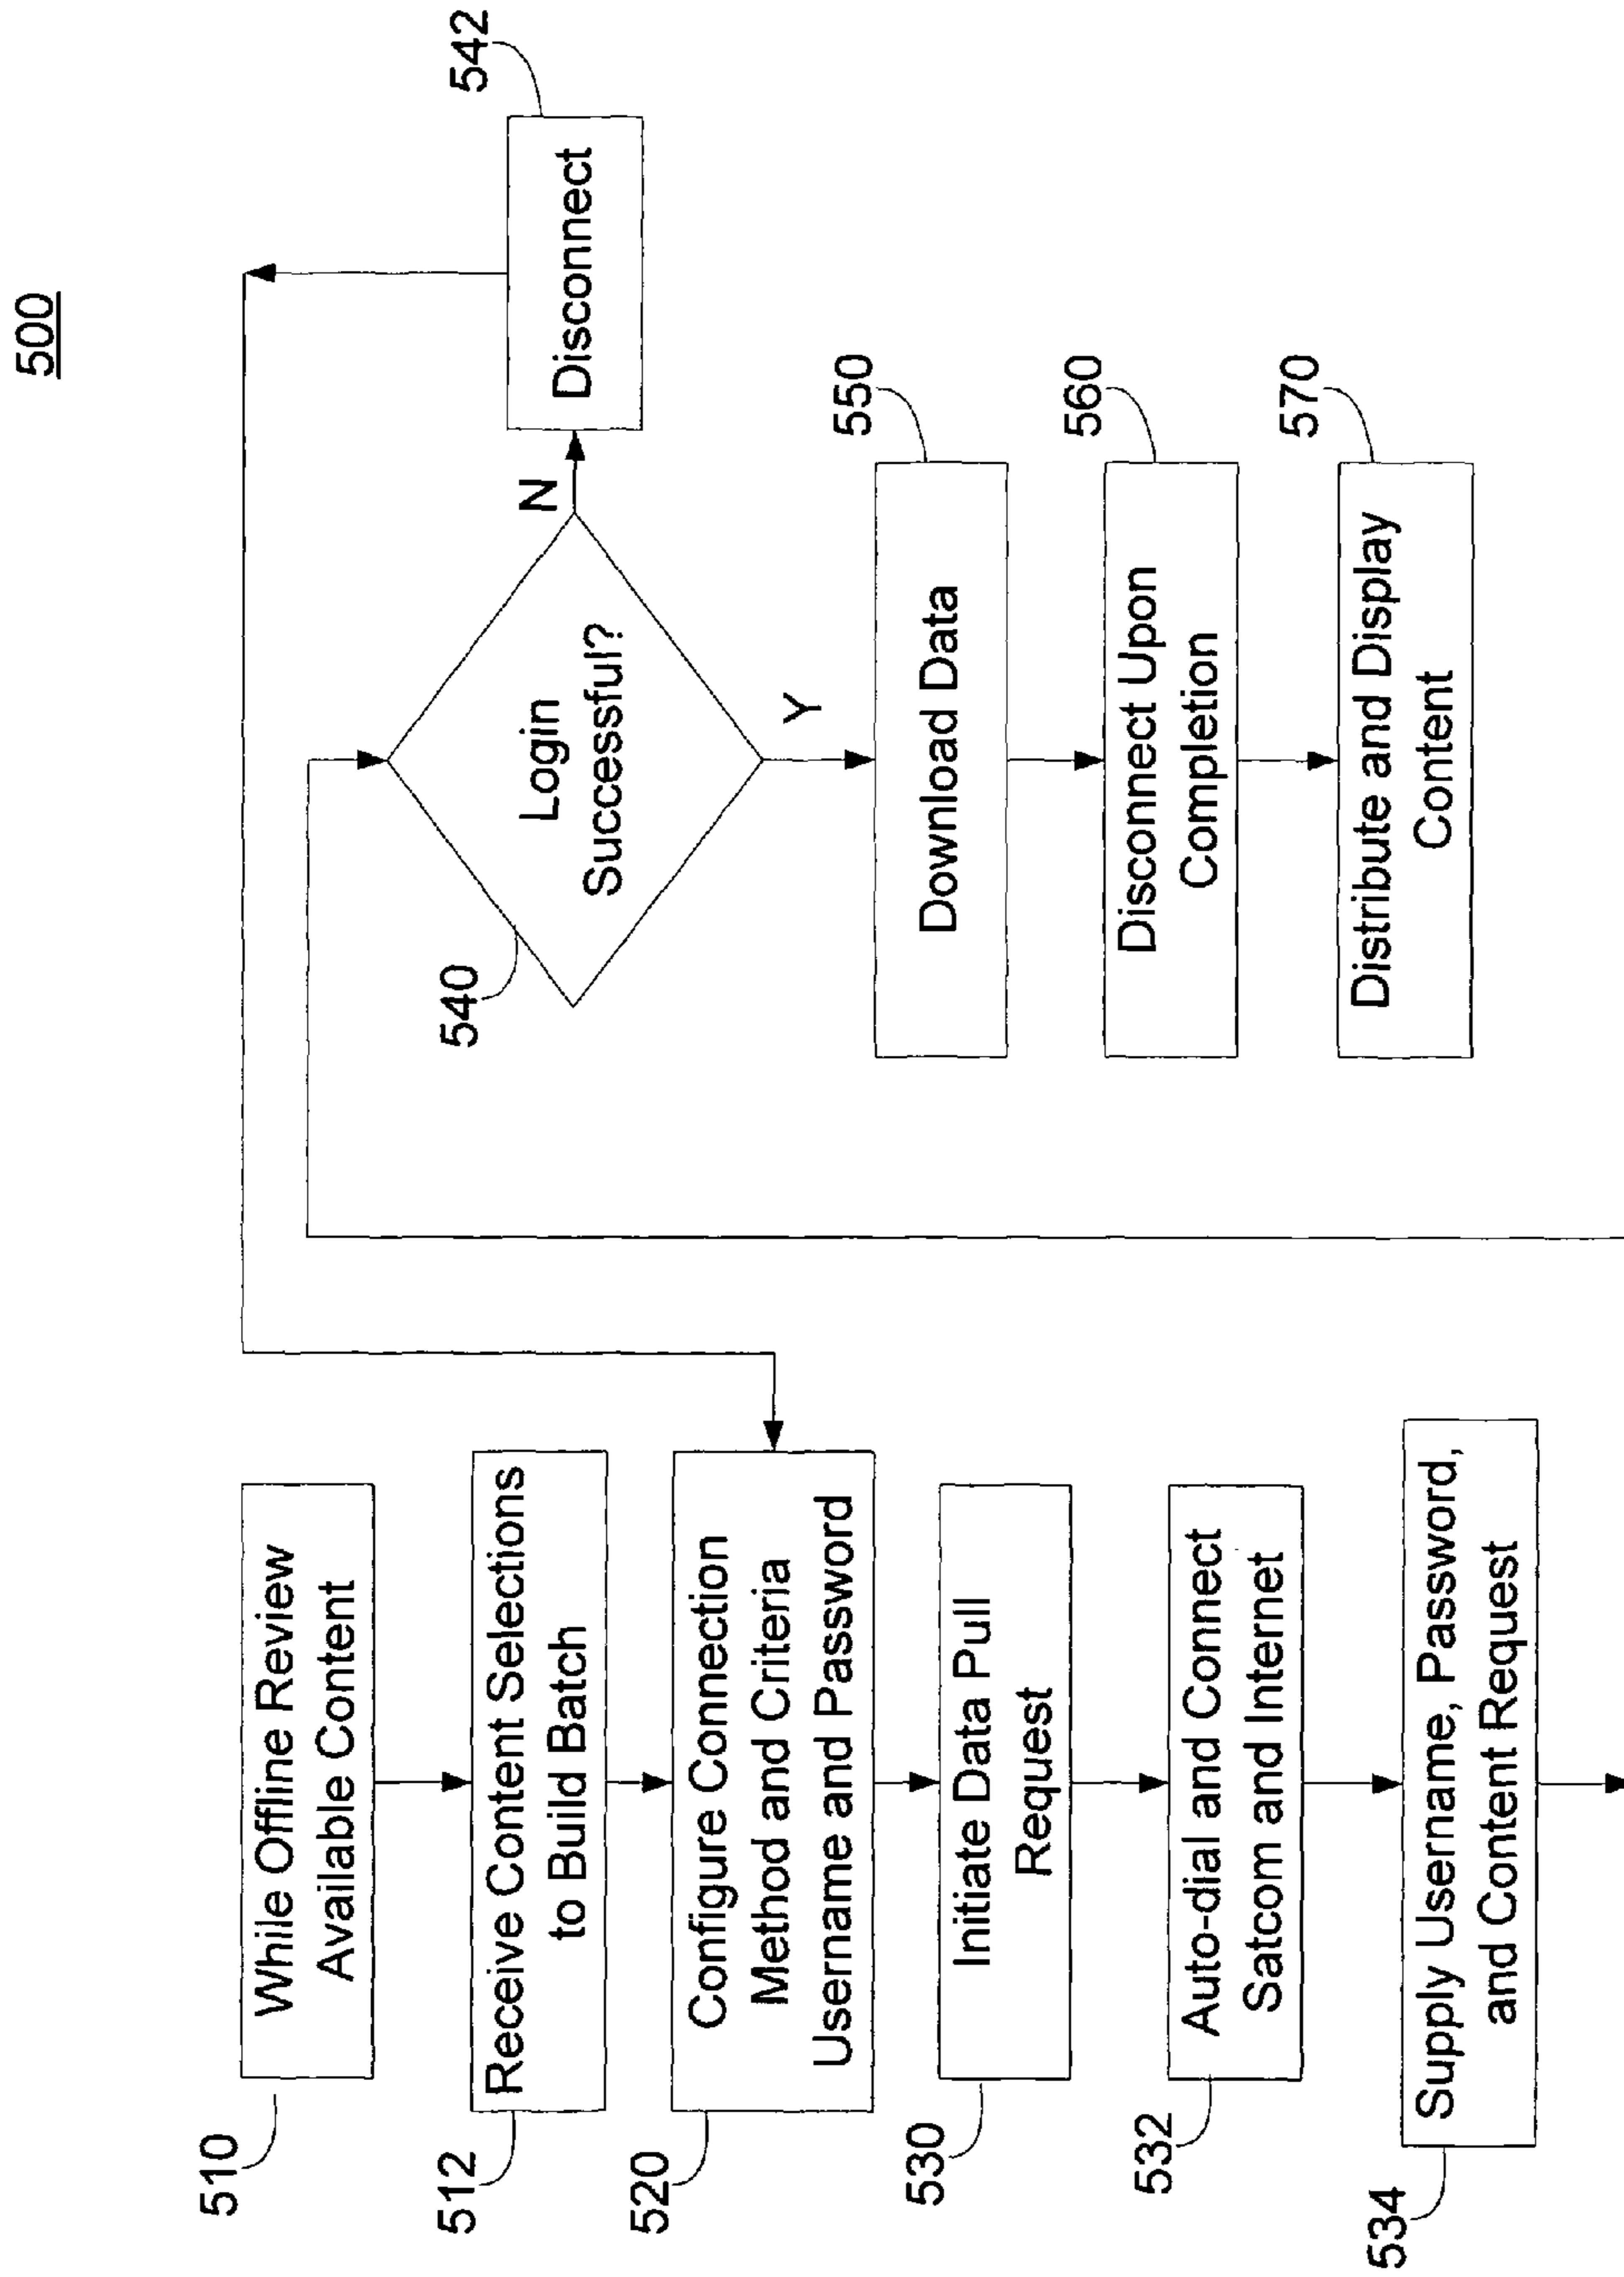 500
510
While Offline Review
Available Content
512
Receive Content Selections
to Build Batch
520
Configure Connection
Method and Criteria
Username and Password
530
Initiate Data Pull
Request
532
Auto-dial and Connect
Satcom and Internet
534
Supply Username, Password,
and Content Request
540
Login
Successful?
N
542
Disconnect
Y
550
Download Data
560
Disconnect Upon
Completion
570
Distribute and Display
Content